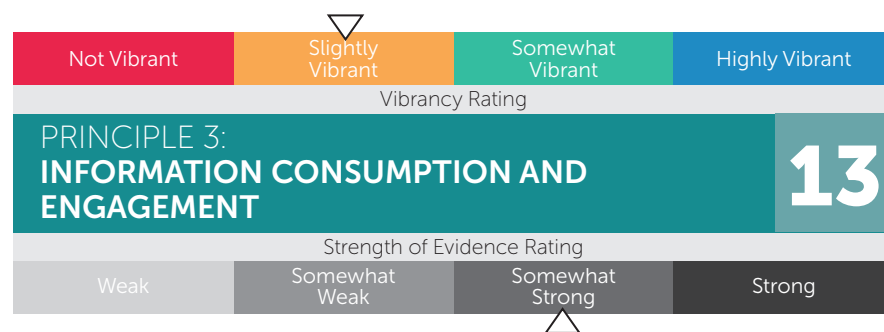 Not Vibrant
Slightly
Vibrant
Somewhat
Vibrant
Highly Vibrant
Vibrancy Rating
PRINCIPLE 3:
INFORMATION CONSUMPTION AND
ENGAGEMENT
13
Strength of Evidence Rating
Weak
Somewhat
Weak
Somewhat
Strong
Strong